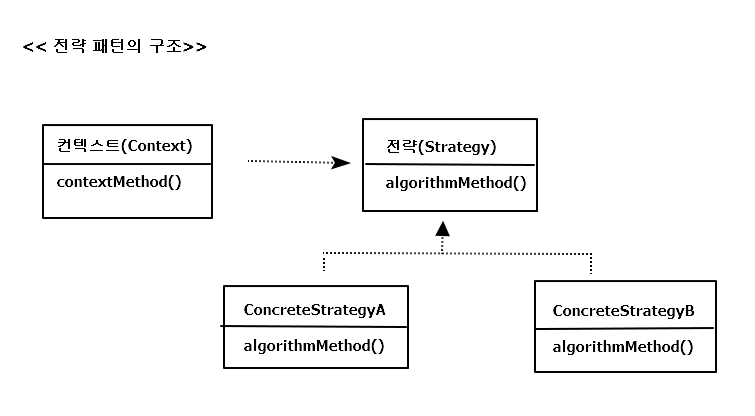 << 전략 패턴의 구조>>
컨텍스트(Context)
contextMethod()
전략(Strategy)
algorithmMethod()
ConcreteStrategyA
algorithmMethod()
ConcreteStrategyB
algorithmMethod()